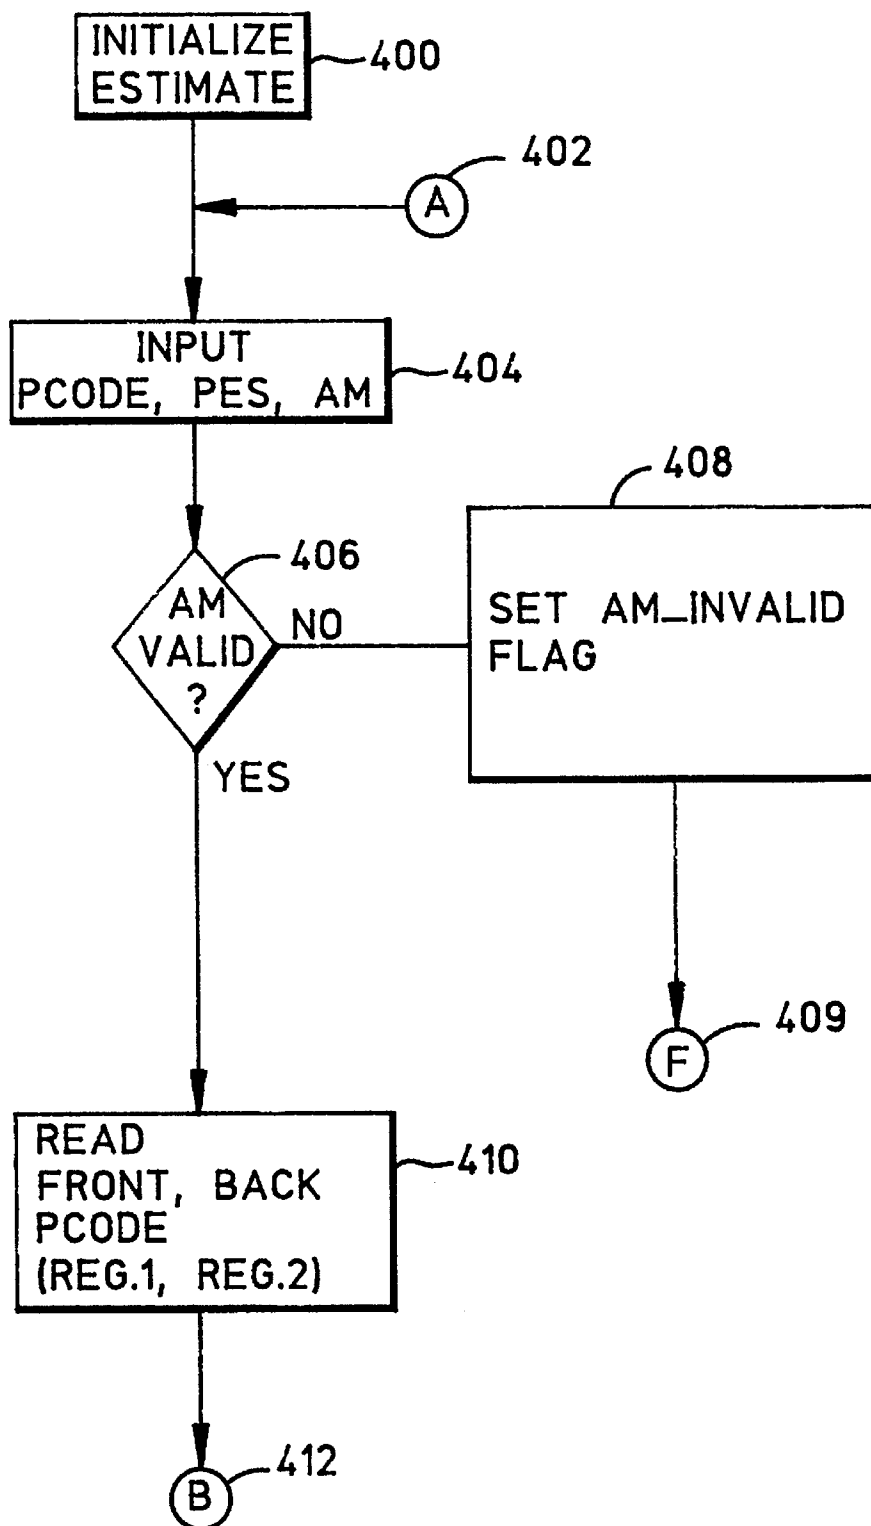 INITIALIZE
ESTIMATE
400
402
A
INPUT
PCODE, PES, AM
404
408
406
AM
VALID
?
NO
YES
SET AM_INVALID
FLAG
409
F
READ
FRONT, BACK
PCODE
(REG.1, REG.2)
410
412
B